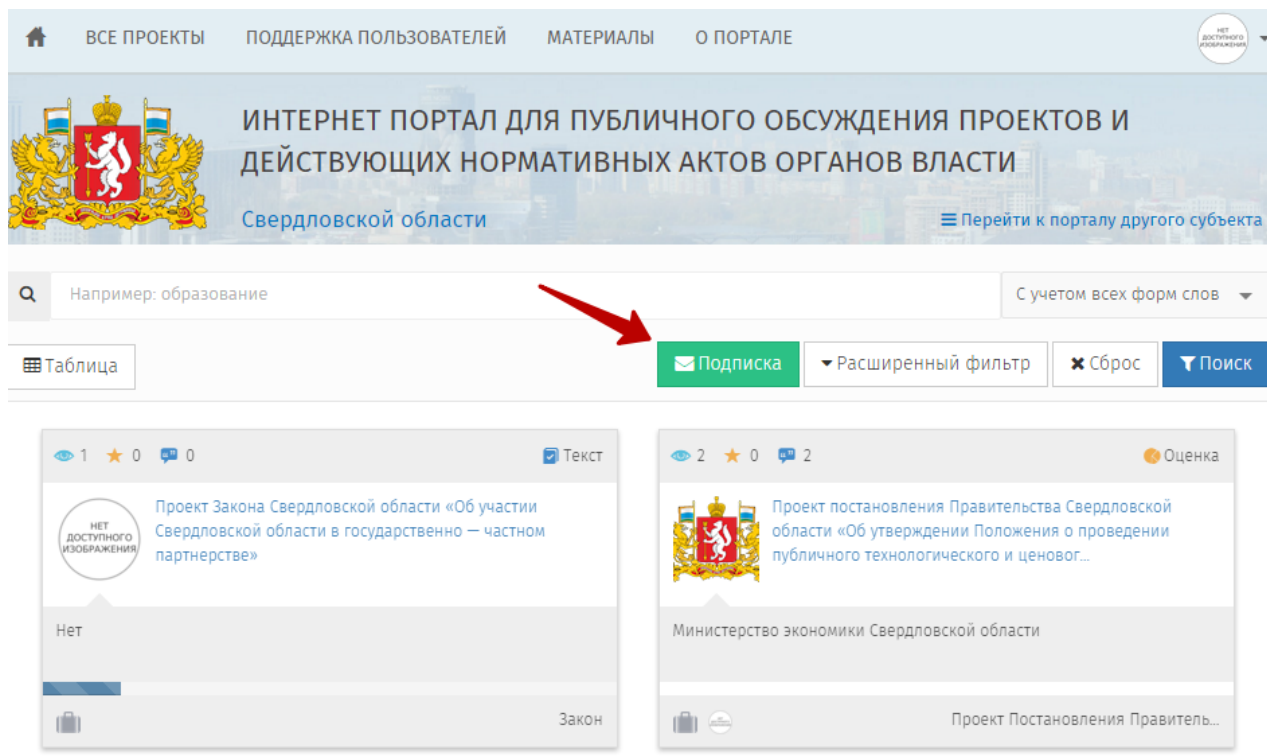 ВСЕ ПРОЕКТЫ ПОДДЕРЖКА ПОЛЬЗОВАТЕЛЕЙ МАТЕРИАЛЫ О ПОРТАЛЕ
НЕТ
ДОСТУПНОГО
ИЗОБРАЖЕНИЯ
ИНТЕРНЕТ ПОРТАЛ ДЛЯ ПУБЛИЧНОГО ОБСУЖДЕНИЯ ПРОЕКТОВ И
ДЕЙСТВУЮЩИХ НОРМАТИВНЫХ АКТОВ ОРГАНОВ ВЛАСТИ
Свердловской области
Перейти к порталу другого субъекта
Например: образование
С учетом всех форм слов
Таблица
Подписка
Расширенный фильтр
Сброс
Поиск
1 0 0 Текст
НЕТ
ДОСТУПНОГО
ИЗОБРАЖЕНИЯ
Проект Закона Свердловской области «Об участии
Свердловской области в государственно — частном
партнерстве»
Нет
Закон
2 0 2 Оценка
Проект постановления Правительства Свердловской
области «Об утверждении Положения о проведении
публичного технологического и ценовог...
Министерство экономики Свердловской области
Проект Постановления Правитель...